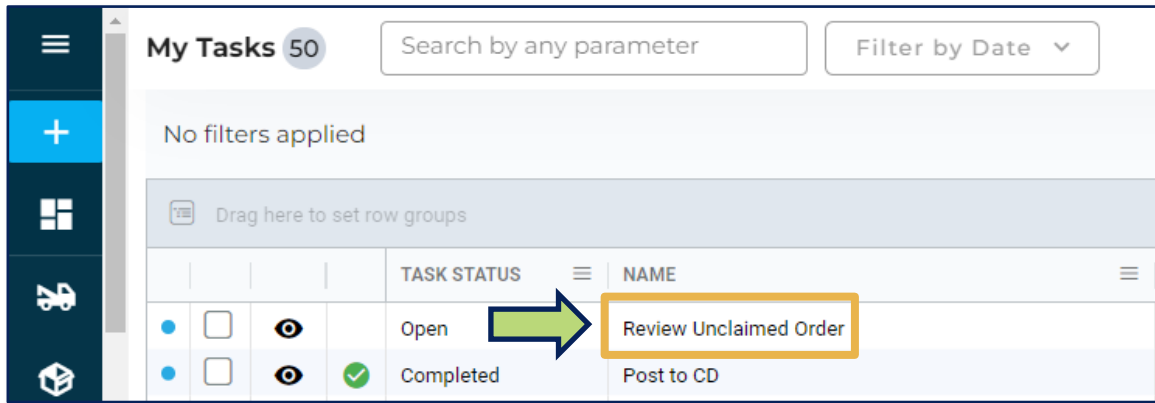 My Tasks 50
Search by any parameter
Filter by Date
No filters applied
Drag here to set row groups
TASK STATUS NAME
Open Review Unclaimed Order
Completed Post to CD